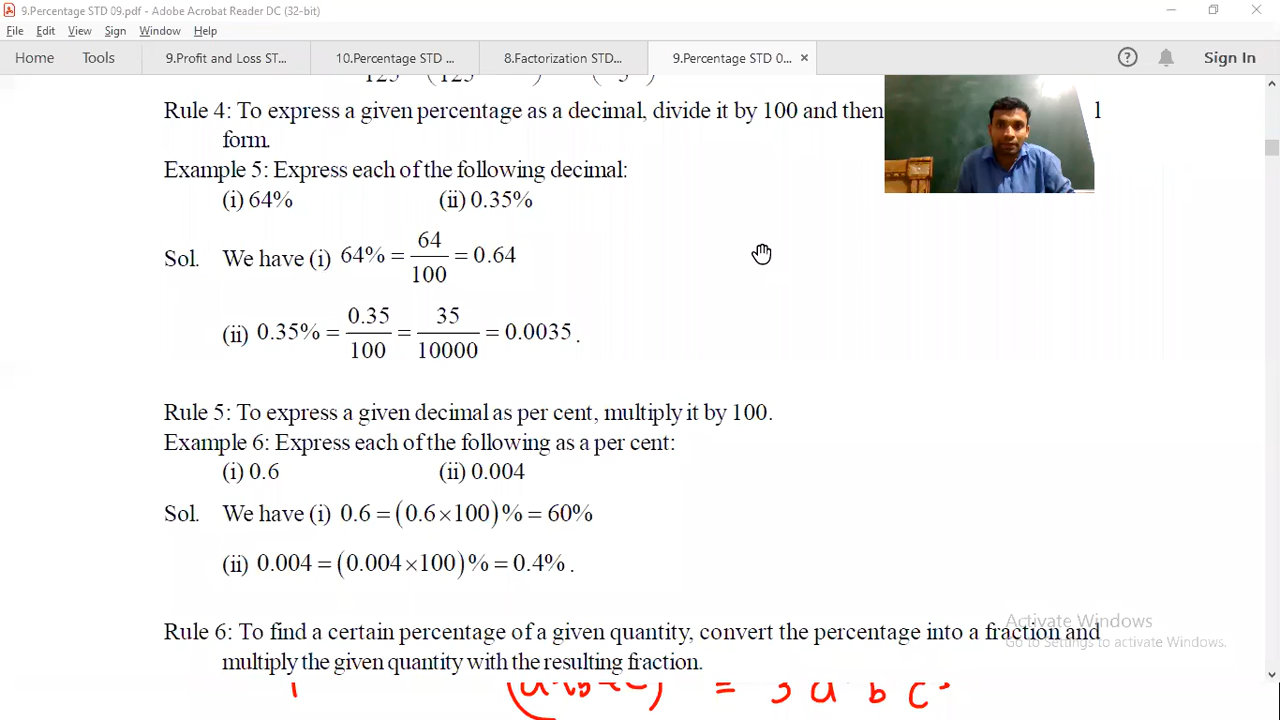 9.Percentage STD 09.pdf - Adobe Acrobat Reader DC (32-bit)
File Edit View Sign Window Help
Home Tools 9.Profit and Loss ST... 10.Percentage STD ... 8.Factorization STD... 9.Percentage STD 0... × Sign In
Rule 4: To express a given percentage as a decimal, divide it by 100 and then
form.
Example 5: Express each of the following decimal:
(i) 64% (ii) 0.35%
Sol. We have (i) 64% = 64/100 = 0.64
(ii) 0.35% = 0.35/100 = 35/10000 = 0.0035 .
Rule 5: To express a given decimal as per cent, multiply it by 100.
Example 6: Express each of the following as a per cent:
(i) 0.6 (ii) 0.004
Sol. We have (i) 0.6 = (0.6×100)% = 60%
(ii) 0.004 = (0.004×100)% = 0.4% .
Activate Windows
Rule 6: To find a certain percentage of a given quantity, convert the percentage into a fraction and
Go to Settings to activate Windows.
multiply the given quantity with the resulting fraction.